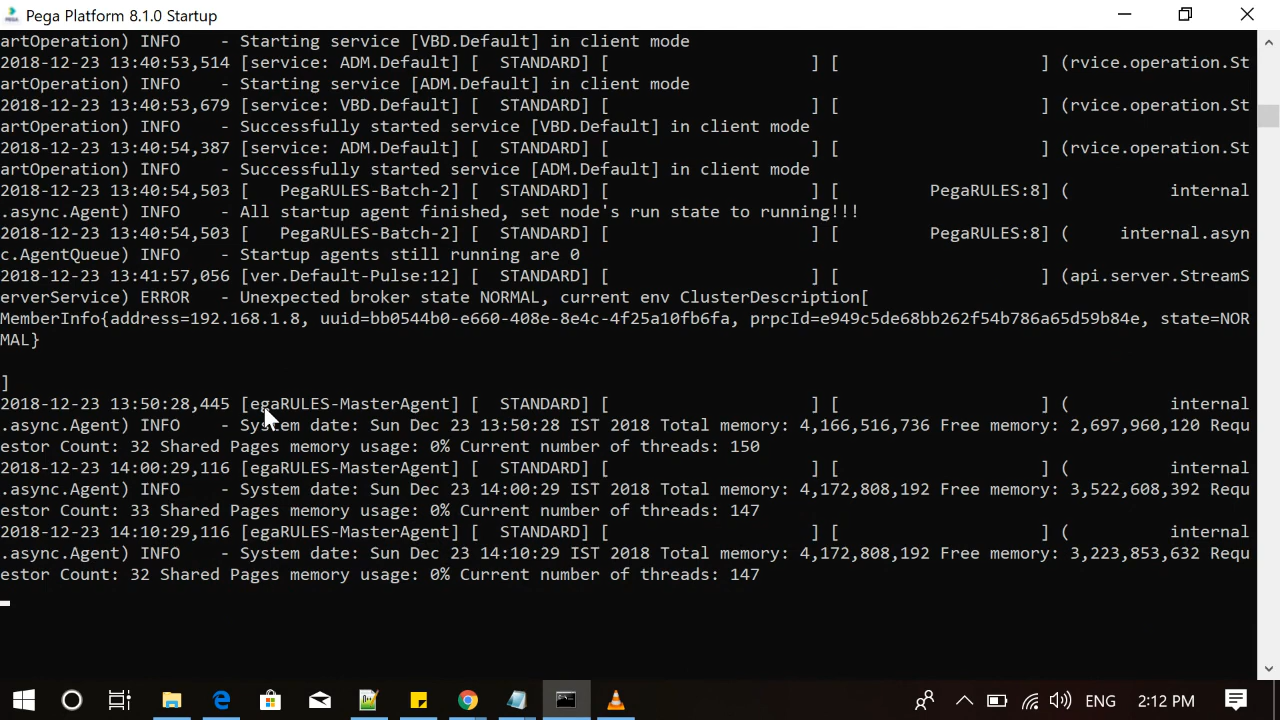 Pega Platform 8.1.0 Startup
artOperation) INFO    - Starting service [VBD.Default] in client mode
2018-12-23 13:40:53,514 [service: ADM.Default] [  STANDARD] [                    ] [                    ] (rvice.operation.St
artOperation) INFO    - Starting service [ADM.Default] in client mode
2018-12-23 13:40:53,679 [service: VBD.Default] [  STANDARD] [                    ] [                    ] (rvice.operation.St
artOperation) INFO    - Successfully started service [VBD.Default] in client mode
2018-12-23 13:40:54,387 [service: ADM.Default] [  STANDARD] [                    ] [                    ] (rvice.operation.St
artOperation) INFO    - Successfully started service [ADM.Default] in client mode
2018-12-23 13:40:54,503 [   PegaRULES-Batch-2] [  STANDARD] [                    ] [         PegaRULES:8] (          internal
.async.Agent) INFO    - All startup agent finished, set node's run state to running!!!
2018-12-23 13:40:54,503 [   PegaRULES-Batch-2] [  STANDARD] [                    ] [         PegaRULES:8] (     internal.asyn
c.AgentQueue) INFO    - Startup agents still running are 0
2018-12-23 13:41:57,056 [ver.Default-Pulse:12] [  STANDARD] [                    ] [                    ] (api.server.StreamS
erverService) ERROR   - Unexpected broker state NORMAL, current env ClusterDescription[
MemberInfo{address=192.168.1.8, uuid=bb0544b0-e660-408e-8e4c-4f25a10fb6fa, prpcId=e949c5de68bb262f54b786a65d59b84e, state=NOR
MAL}
]
2018-12-23 13:50:28,445 [egaRULES-MasterAgent] [  STANDARD] [                    ] [                    ] (          internal
.async.Agent) INFO    - System date: Sun Dec 23 13:50:28 IST 2018 Total memory: 4,166,516,736 Free memory: 2,697,960,120 Requ
estor Count: 32 Shared Pages memory usage: 0% Current number of threads: 150
2018-12-23 14:00:29,116 [egaRULES-MasterAgent] [  STANDARD] [                    ] [                    ] (          internal
.async.Agent) INFO    - System date: Sun Dec 23 14:00:29 IST 2018 Total memory: 4,172,808,192 Free memory: 3,522,608,392 Requ
estor Count: 33 Shared Pages memory usage: 0% Current number of threads: 147
2018-12-23 14:10:29,116 [egaRULES-MasterAgent] [  STANDARD] [                    ] [                    ] (          internal
.async.Agent) INFO    - System date: Sun Dec 23 14:10:29 IST 2018 Total memory: 4,172,808,192 Free memory: 3,223,853,632 Requ
estor Count: 32 Shared Pages memory usage: 0% Current number of threads: 147
ENG
2:12 PM